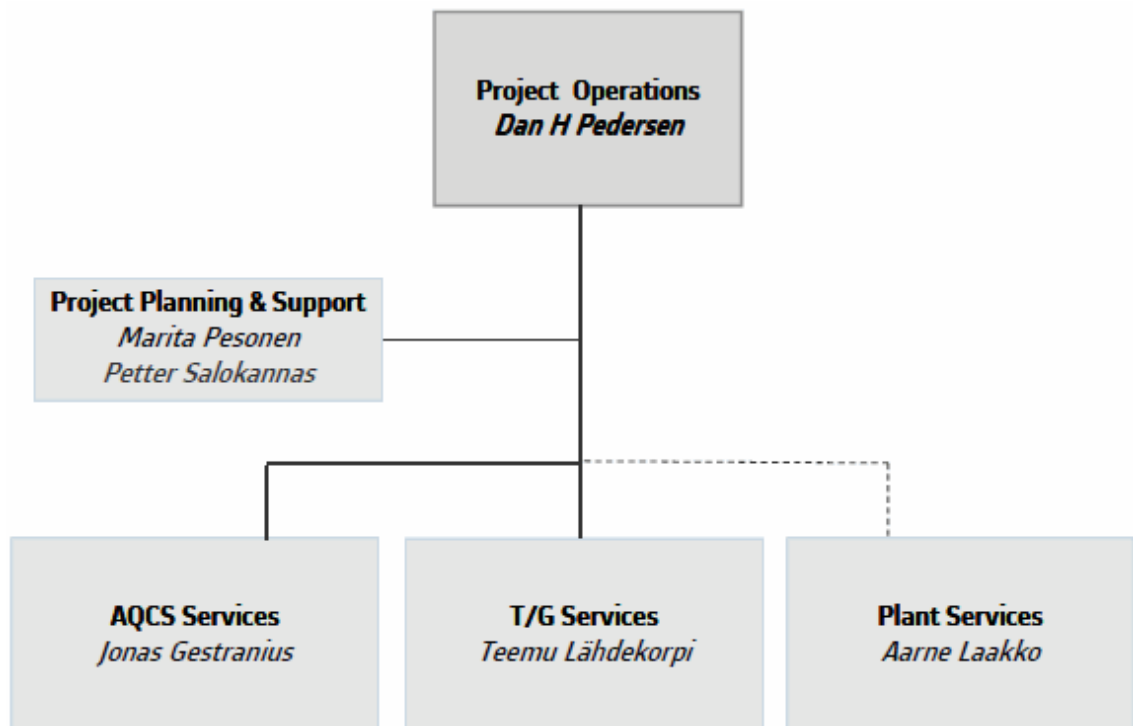 Project Operations
Dan H Pedersen
Project Planning & Support
Marita Pesonen
Petter Salokannas
AQCS Services
Jonas Gestranius
T/G Services
Teemu Lähdekorpi
Plant Services
Aarne Laakko